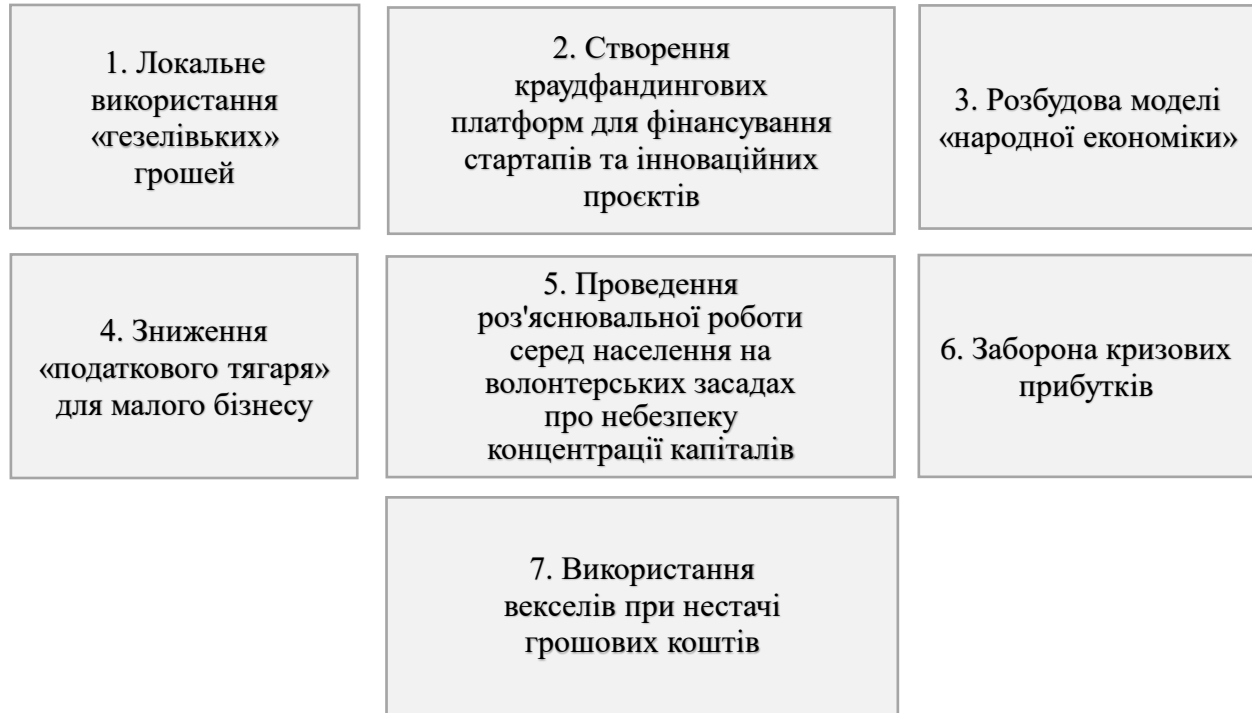 1. Локальне
використання
«гезелівьких»
грошей
2. Створення
краудфандингових
платформ для фінансування
стартапів та інноваційних
проєктів
3. Розбудова моделі
«народної економіки»
4. Зниження
«податкового тягаря»
для малого бізнесу
5. Проведення
роз'яснювальної роботи
серед населення на
волонтерських засадах
про небезпеку
концентрації капіталів
6. Заборона кризових
прибутків
7. Використання
векселів при нестачі
грошових коштів